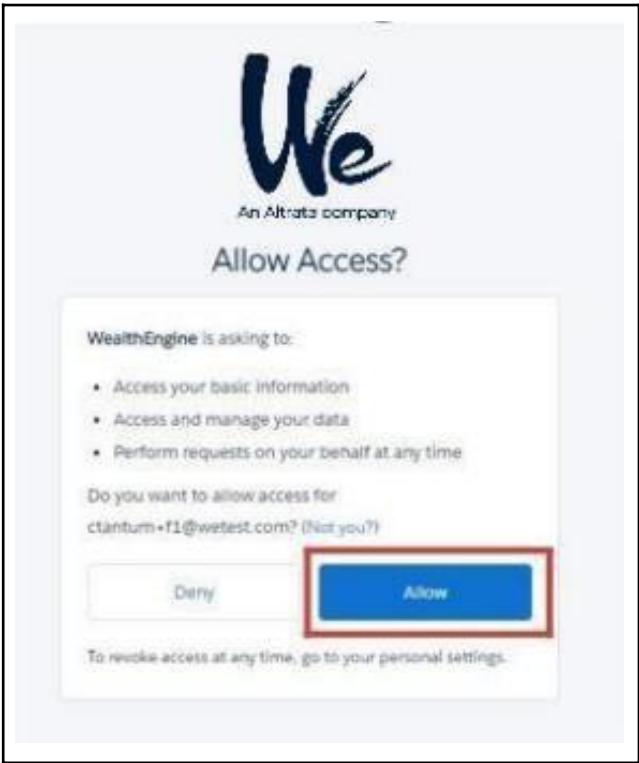 We
An Altrata company
Allow Access?
WealthEngine is asking to:
• Access your basic information
• Access and manage your data
• Perform requests on your behalf at any time
Do you want to allow access for
ctantum+f1@wetest.com? (Not you?)
Deny
Allow
To revoke access at any time, go to your personal settings.